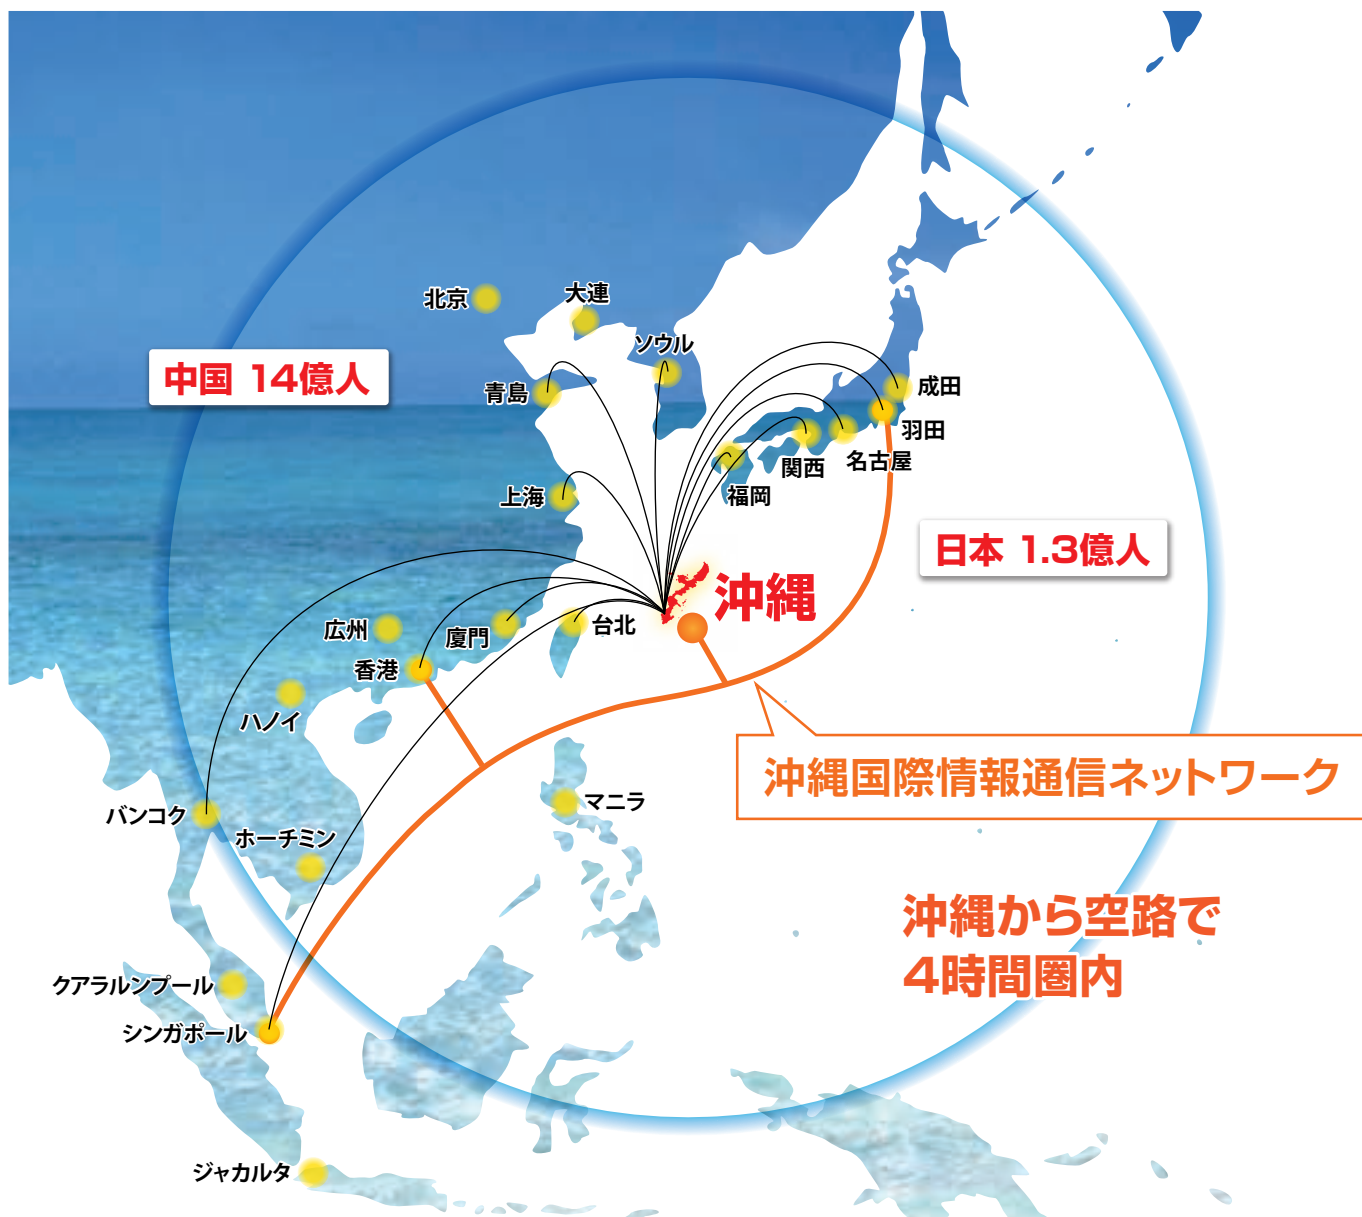 北京
大連
ソウル
中国 14億人
青島
成田
羽田
関西
名古屋
上海
福岡
日本 1.3億人
沖縄
広州
厦門
台北
香港
ハノイ
沖縄国際情報通信ネットワーク
バンコク
マニラ
ホーチミン
沖縄から空路で
4時間圏内
クアラルンプール
シンガポール
ジャカルタ